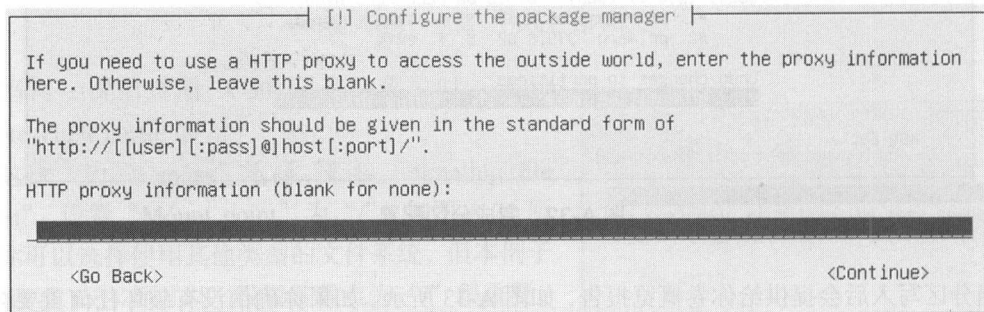 [!] Configure the package manager
If you need to use a HTTP proxy to access the outside world, enter the proxy information
here. Otherwise, leave this blank.
The proxy information should be given in the standard form of
"http://[[user][:pass]@]host[:port]/".
HTTP proxy information (blank for none):
<Go Back> <Continue>